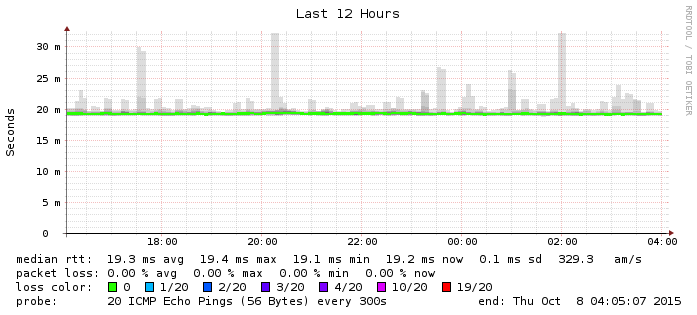 Last 12 Hours
RRDTOOL / TOBI OETIKER
Seconds
30 m
25 m
20 m
15 m
10 m
5 m
0
18:00 20:00 22:00 00:00 02:00 04:00
median rtt: 19.3 ms avg 19.4 ms max 19.1 ms min 19.2 ms now 0.1 ms sd 329.3 am/s
packet loss: 0.00 % avg 0.00 % max 0.00 % min 0.00 % now
loss color: 0 1/20 2/20 3/20 4/20 10/20 19/20
probe: 20 ICMP Echo Pings (56 Bytes) every 300s end: Thu Oct 8 04:05:07 2015